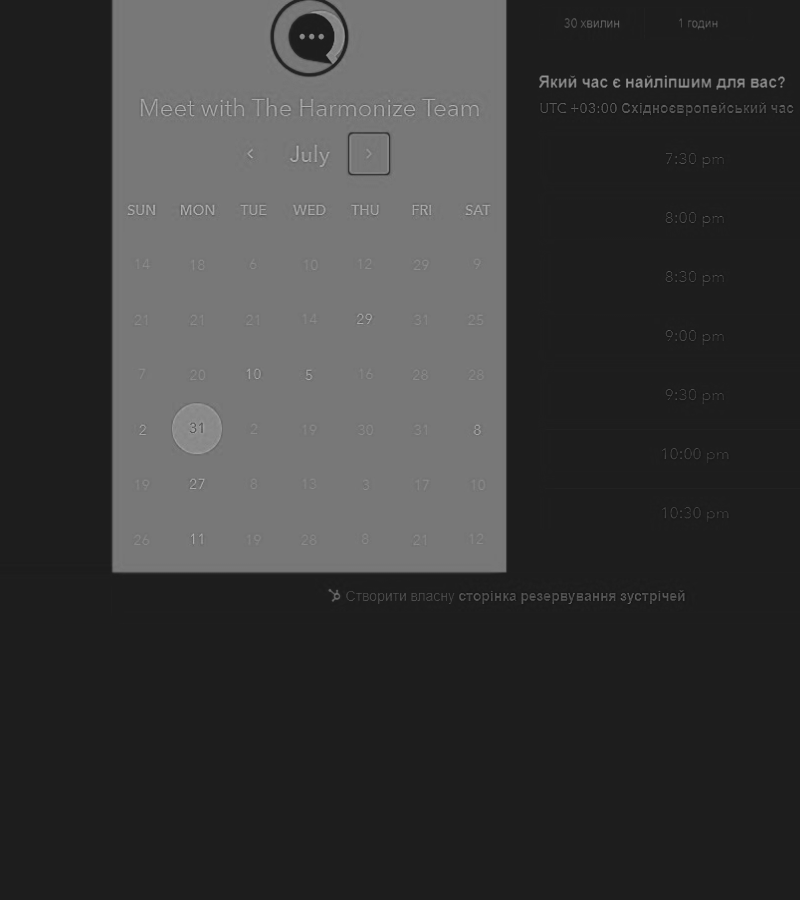 30 хвилин 1 годин
Який час є найліпшим для вас?
UTC +03:00 Східноєвропейський час
Meet with The Harmonize Team
July
SUN MON TUE WED THU FRI SAT
14 18 6 10 12 29 9
21 21 21 14 29 31 25
7 20 10 5 16 28 28
2 31 2 19 30 31 8
19 27 8 13 3 17 10
26 11 19 28 8 21 12
7:30 pm
8:00 pm
8:30 pm
9:00 pm
9:30 pm
10:00 pm
10:30 pm
Створити власну сторінка резервування зустрічей